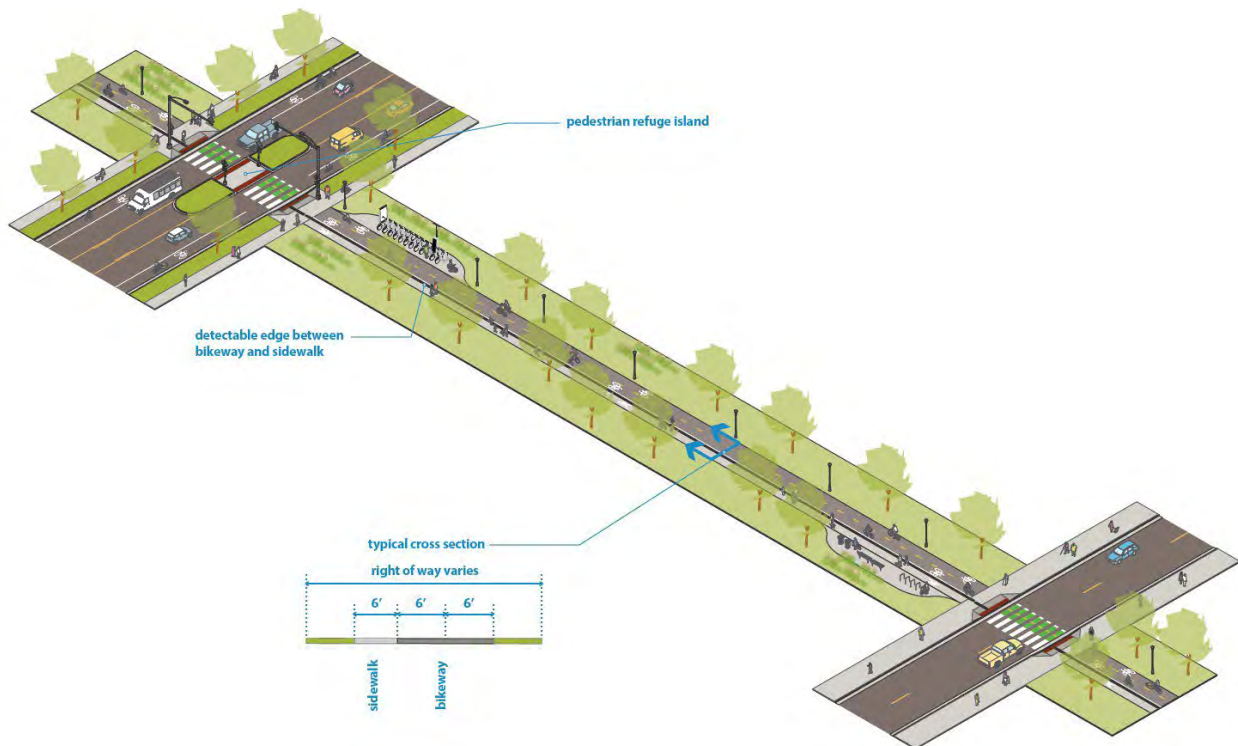 pedestrian refuge island
detectable edge between
bikeway and sidewalk
typical cross section
right of way varies
6’ 6’ 6’
sidewalk
bikeway